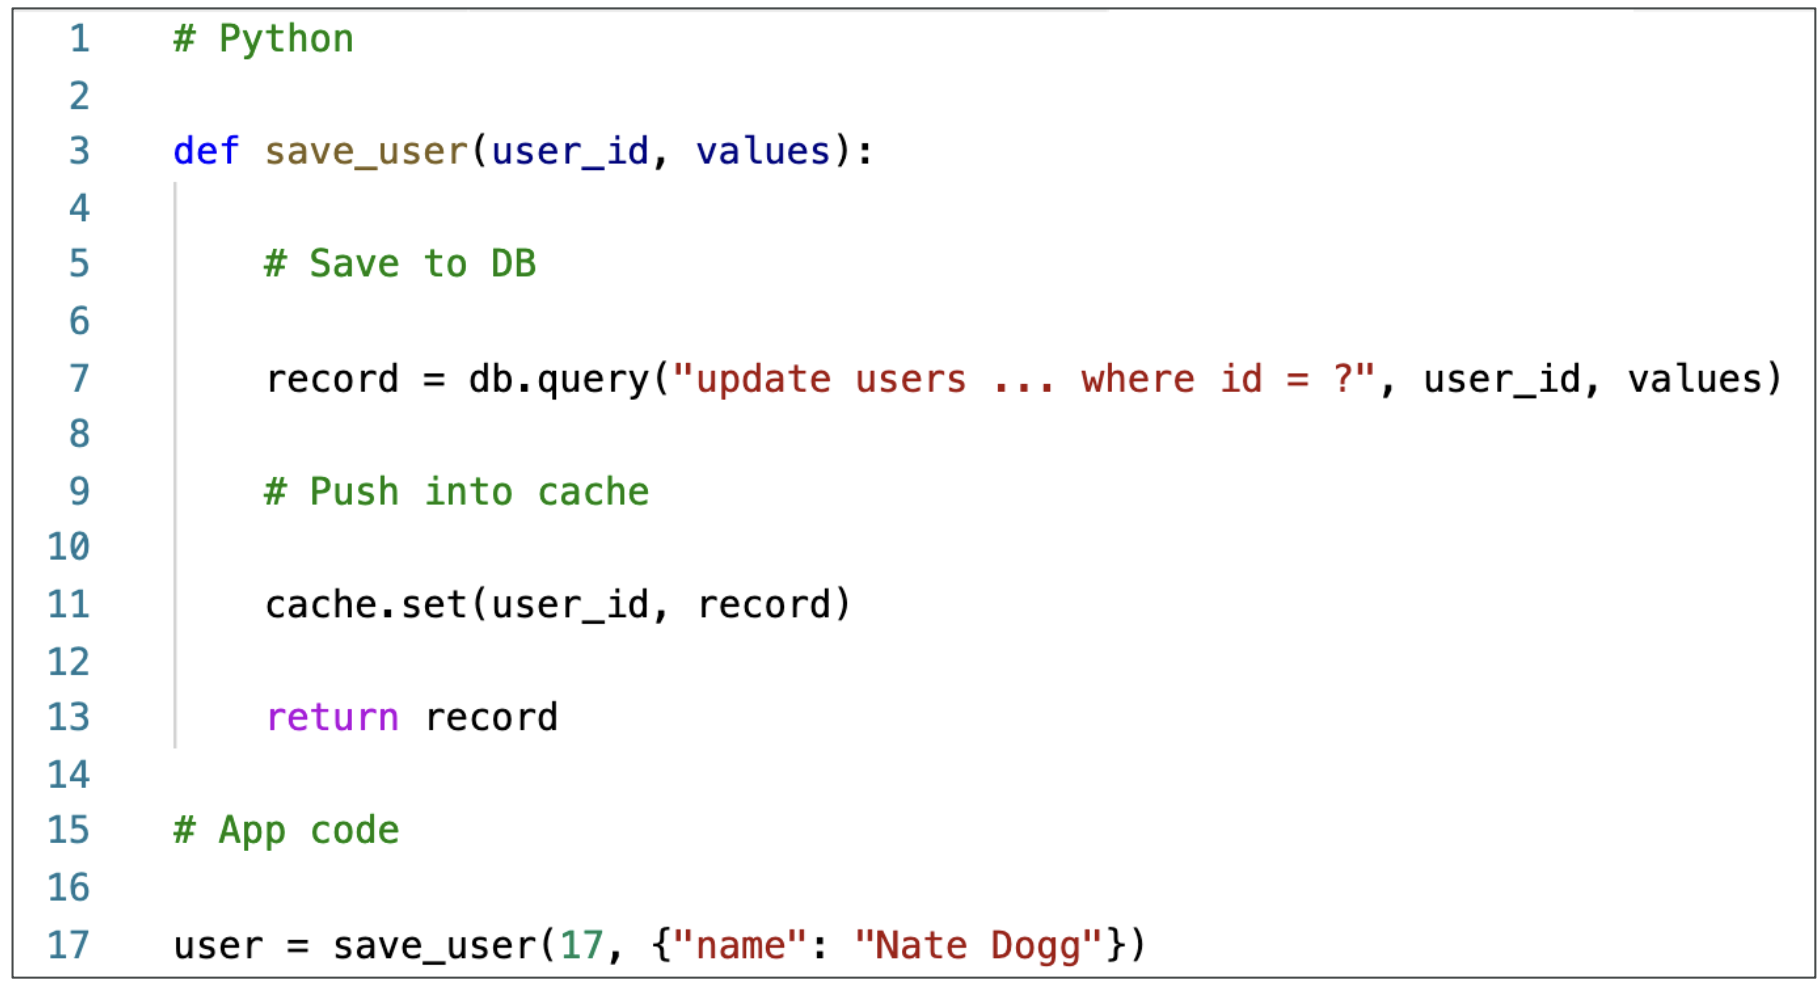 1 # Python
2
3 def save_user(user_id, values):
4
5 # Save to DB
6
7 record = db.query("update users ... where id = ?", user_id, values)
8
9 # Push into cache
10
11 cache.set(user_id, record)
12
13 return record
14
15 # App code
16
17 user = save_user(17, {"name": "Nate Dogg"})